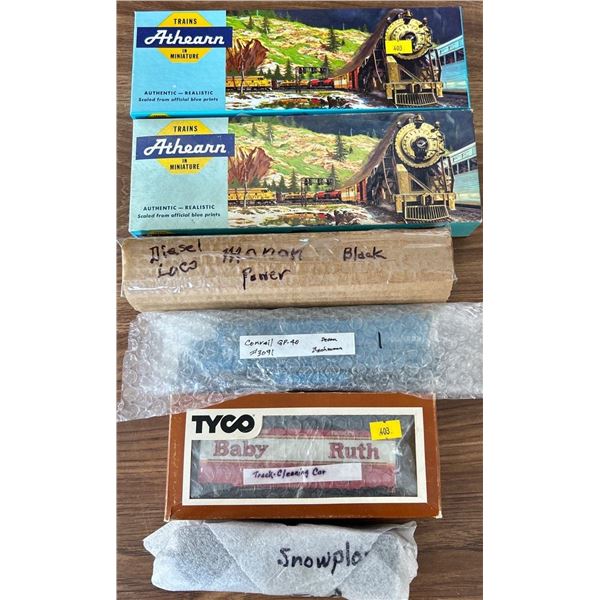 TRAINS
Athearn
IN
MINIATURE
AUTHENTIC — REALISTIC
Scaled from official blue prints
403
TRAINS
Athearn
IN
MINIATURE
AUTHENTIC — REALISTIC
Scaled from official blue prints
Diesel Monon Black
Loco Power
Conrail GP-40
#3091
1
TYCO
403
Baby Ruth
Track-Cleaning Car
Snowplo